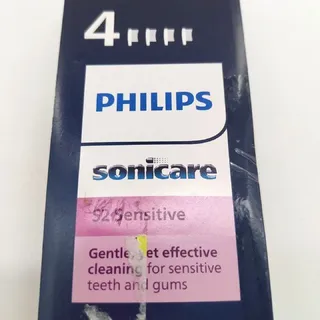 4
PHILIPS
sonicare
S2 Sensitive
Gentle, yet effective
cleaning for sensitive
teeth and gums